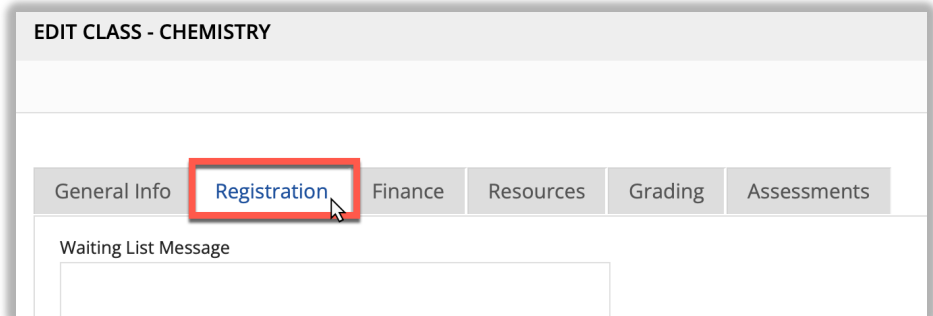 EDIT CLASS - CHEMISTRY
General Info Registration Finance Resources Grading Assessments
Waiting List Message